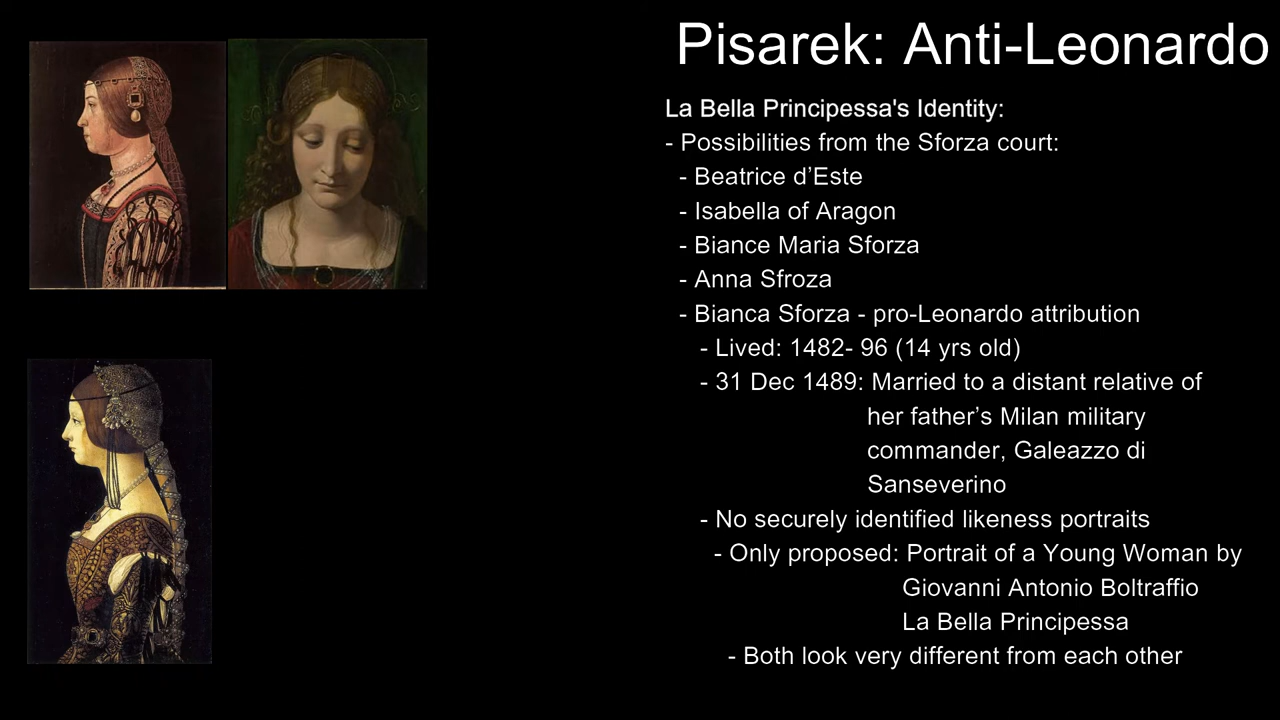 Pisarek: Anti-Leonardo
La Bella Principessa's Identity:
- Possibilities from the Sforza court:
- Beatrice d’Este
- Isabella of Aragon
- Biance Maria Sforza
- Anna Sfroza
- Bianca Sforza - pro-Leonardo attribution
- Lived: 1482- 96 (14 yrs old)
- 31 Dec 1489: Married to a distant relative of
her father’s Milan military
commander, Galeazzo di
Sanseverino
- No securely identified likeness portraits
- Only proposed: Portrait of a Young Woman by
Giovanni Antonio Boltraffio
La Bella Principessa
- Both look very different from each other